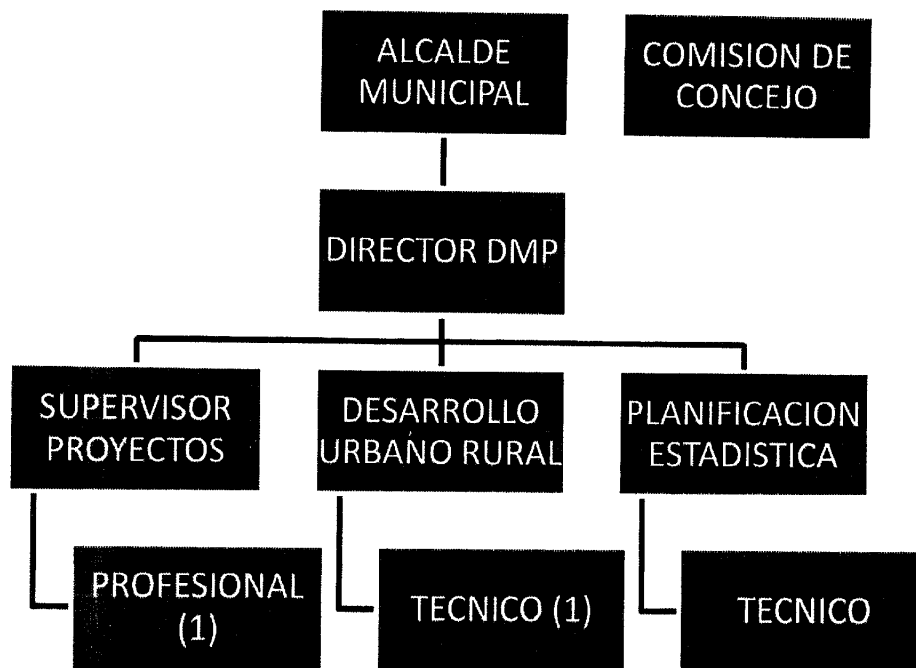 ALCALDE
MUNICIPAL
COMISION DE
CONCEJO
DIRECTOR DMP
SUPERVISOR
PROYECTOS
DESARROLLO
URBANO RURAL
PLANIFICACION
ESTADISTICA
PROFESIONAL
(1)
TECNICO (1)
TECNICO